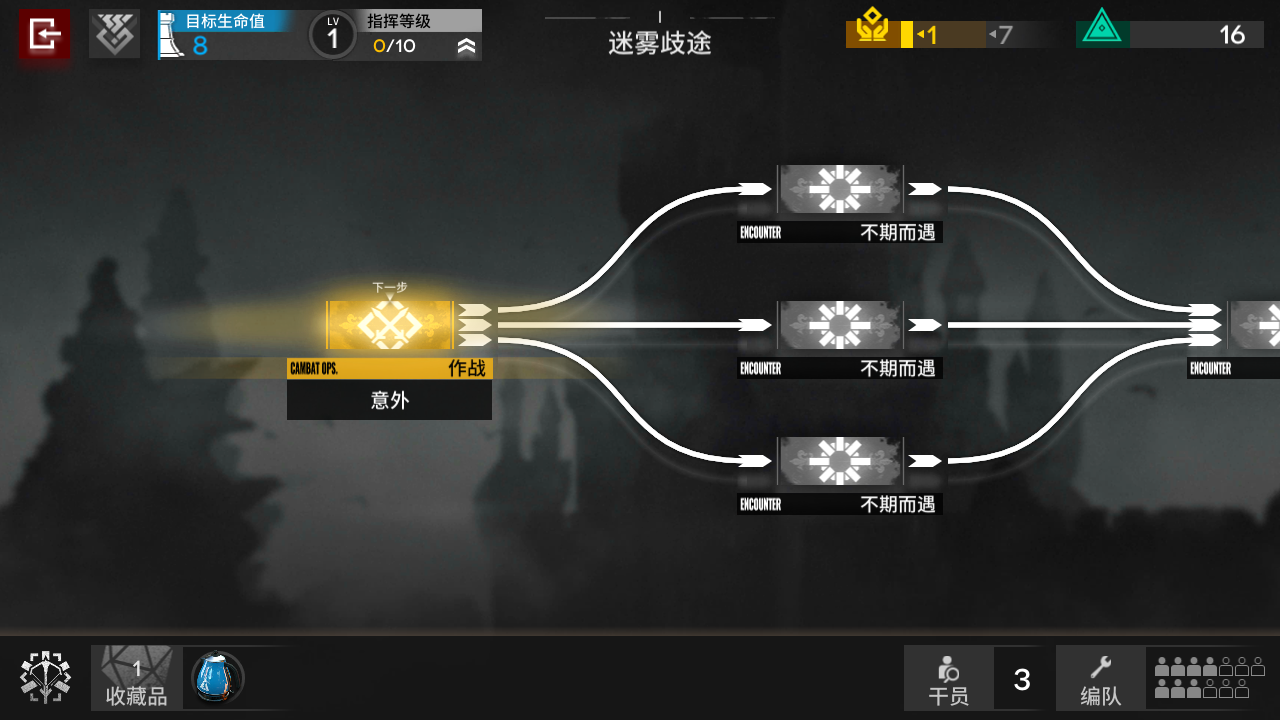 目标生命值
8
LV
1
指挥等级
0/10
迷雾歧途
1
7
16
ENCOUNTER 不期而遇
下一步
CAMBAT OPS. 作战
意外
ENCOUNTER 不期而遇
ENCOUNTER
ENCOUNTER 不期而遇
1
收藏品
干员
3
编队